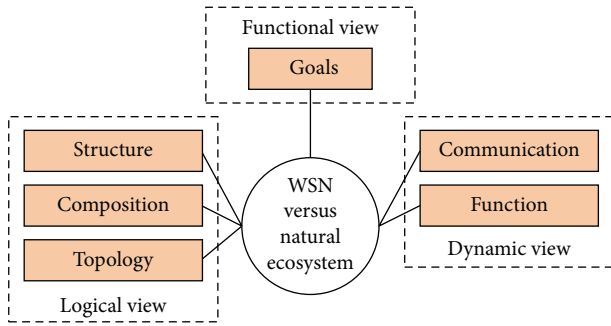 Functional view
Goals
Structure
Composition
Topology
Logical view
WSN
versus
natural
ecosystem
Communication
Function
Dynamic view